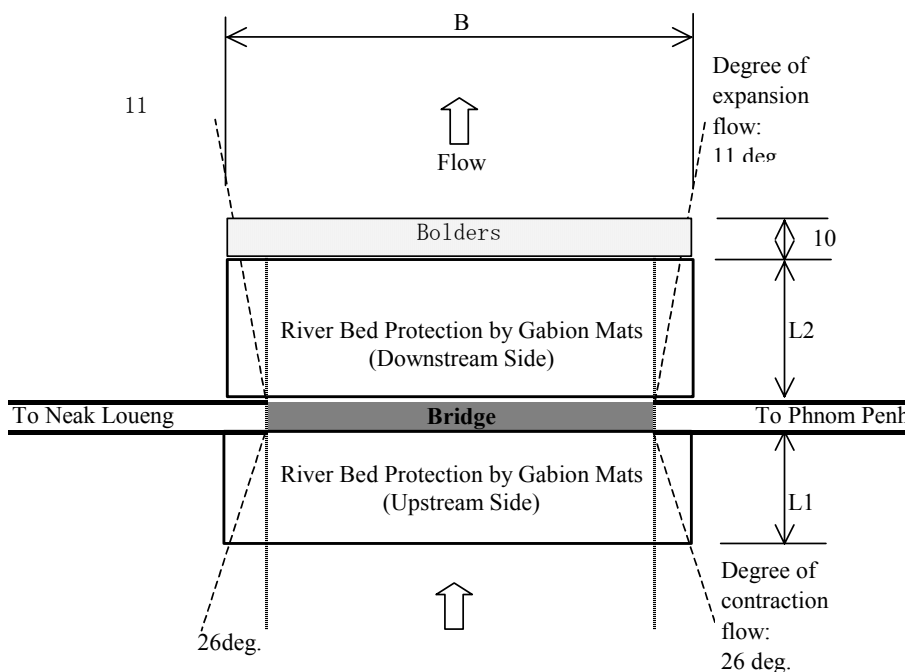 B
Degree of
expansion
flow:
11 deg.
11
Flow
Bolders
10
River Bed Protection by Gabion Mats
(Downstream Side)
L2
To Neak Loueng
Bridge
To Phnom Penh
River Bed Protection by Gabion Mats
(Upstream Side)
L1
Degree of
contraction
flow:
26 deg.
26deg.